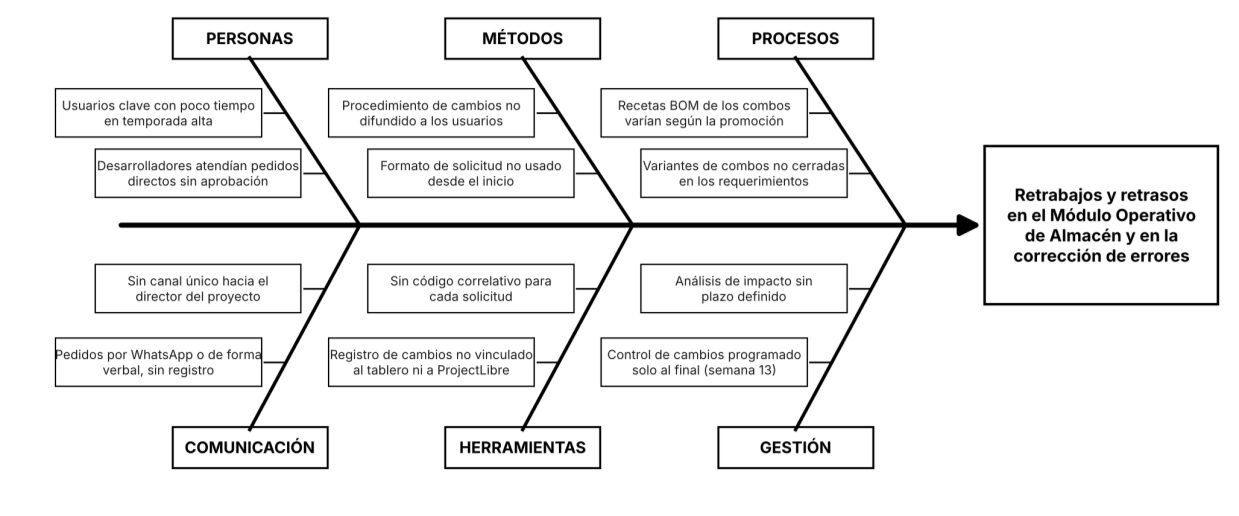 PERSONAS
MÉTODOS
PROCESOS
Usuarios clave con poco tiempo
en temporada alta
Procedimiento de cambios no
difundido a los usuarios
Recetas BOM de los combos
varían según la promoción
Desarrolladores atendían pedidos
directos sin aprobación
Formato de solicitud no usado
desde el inicio
Variantes de combos no cerradas
en los requerimientos
Retrabajos y retrasos
en el Módulo Operativo
de Almacén y en la
corrección de errores
Sin canal único hacia el
director del proyecto
Sin código correlativo para
cada solicitud
Análisis de impacto sin
plazo definido
Pedidos por WhatsApp o de forma
verbal, sin registro
Registro de cambios no vinculado
al tablero ni a ProjectLibre
Control de cambios programado
solo al final (semana 13)
COMUNICACIÓN
HERRAMIENTAS
GESTIÓN